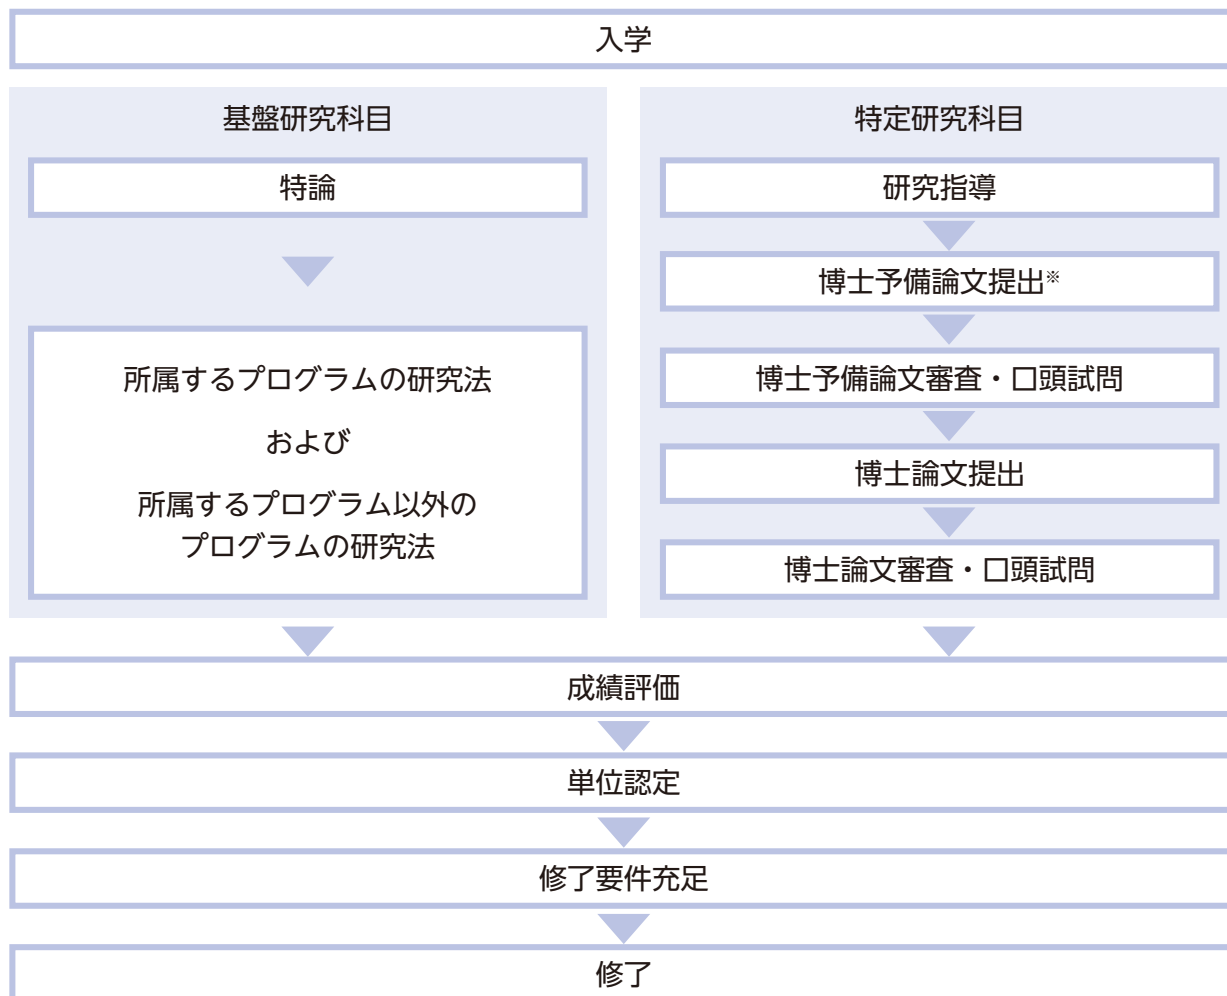 入学
基盤研究科目
特論
所属するプログラムの研究法
および
所属するプログラム以外の
プログラムの研究法
特定研究科目
研究指導
博士予備論文提出※
博士予備論文審査・口頭試問
博士論文提出
博士論文審査・口頭試問
成績評価
単位認定
修了要件充足
修了